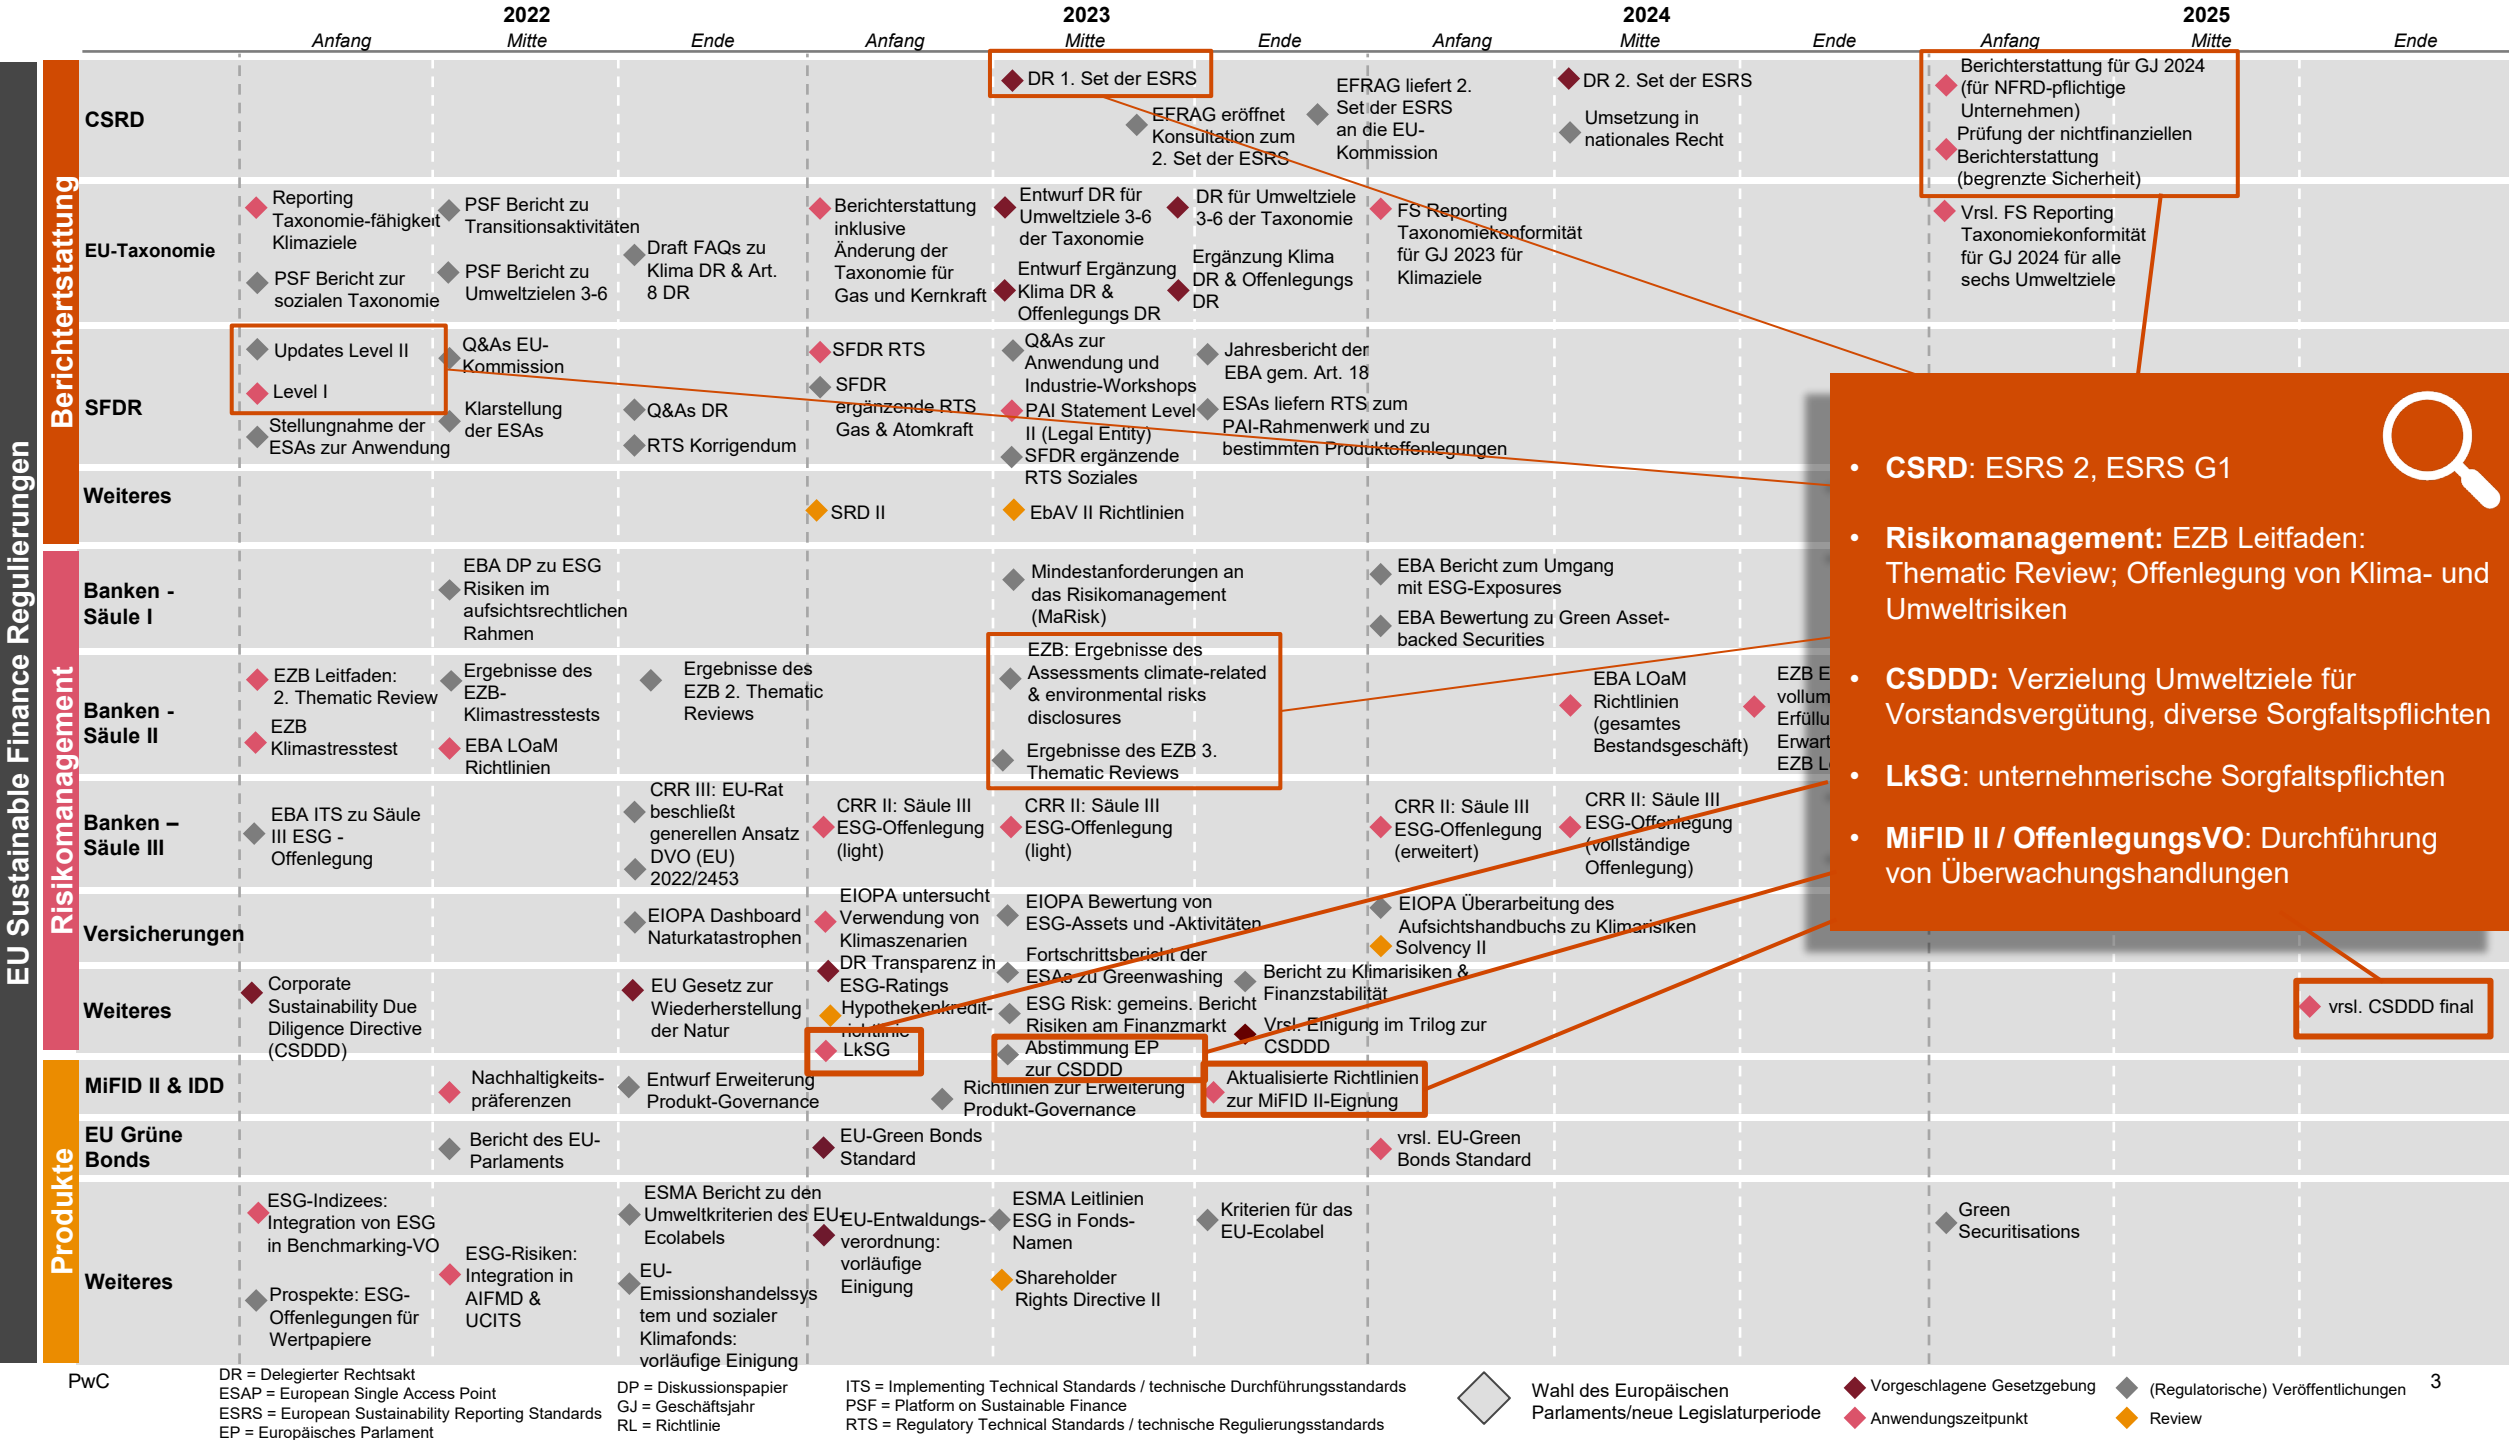 2022
2023
2024
2025
Anfang
Mitte
Ende
Anfang
Mitte
Ende
Anfang
Mitte
Ende
Anfang
Mitte
Ende
EU Sustainable Finance Regulierungen
Berichtertstattung
CSRD
DR 1. Set der ESRS
EFRAG eröffnet
Konsultation zum
2. Set der ESRS
EFRAG liefert 2.
Set der ESRS
an die EU-
Kommission
DR 2. Set der ESRS
Umsetzung in
nationales Recht
Berichterstattung für GJ 2024
(für NFRD-pflichtige
Unternehmen)
Prüfung der nichtfinanziellen
Berichterstattung
(begrenzte Sicherheit)
EU-Taxonomie
Reporting
Taxonomie-fähigkeit
Klimaziele
PSF Bericht zur
sozialen Taxonomie
PSF Bericht zu
Transitionsaktivitäten
PSF Bericht zu
Umweltzielen 3-6
Draft FAQs zu
Klima DR & Art.
8 DR
Berichterstattung
inklusive
Änderung der
Taxonomie für
Gas und Kernkraft
Entwurf DR für
Umweltziele 3-6
der Taxonomie
Entwurf Ergänzung
Klima DR &
Offenlegungs DR
DR für Umweltziele
3-6 der Taxonomie
Ergänzung Klima
DR & Offenlegungs
DR
FS Reporting
Taxonomiekonformität
für GJ 2023 für
Klimaziele
Vrsl. FS Reporting
Taxonomiekonformität
für GJ 2024 für alle
sechs Umweltziele
SFDR
Updates Level II
Level I
Stellungnahme der
ESAs zur Anwendung
Q&As EU-
Kommission
Klarstellung
der ESAs
Q&As DR
RTS Korrigendum
SFDR RTS
SFDR
ergänzende RTS
Gas & Atomkraft
Q&As zur
Anwendung und
Industrie-Workshops
PAI Statement Level
II (Legal Entity)
SFDR ergänzende
RTS Soziales
Jahresbericht der
EBA gem. Art. 18
ESAs liefern RTS zum
PAI-Rahmenwerk und zu
bestimmten Produktoffenlegungen
Weiteres
SRD II
EbAV II Richtlinien
Risikomanagement
Banken -
Säule I
EBA DP zu ESG
Risiken im
aufsichtsrechtlichen
Rahmen
Mindestanforderungen an
das Risikomanagement
(MaRisk)
EBA Bericht zum Umgang
mit ESG-Exposures
EBA Bewertung zu Green Asset-
backed Securities
Banken -
Säule II
EZB Leitfaden:
2. Thematic Review
EZB
Klimastresstest
Ergebnisse des
EZB-
Klimastresstests
EBA LOaM
Richtlinien
Ergebnisse des
EZB 2. Thematic
Reviews
EZB: Ergebnisse des
Assessments climate-related
& environmental risks
disclosures
Ergebnisse des EZB 3.
Thematic Reviews
EBA LOaM
Richtlinien
(gesamtes
Bestandsgeschäft)
EZB
Banken –
Säule III
EBA ITS zu Säule
III ESG -
Offenlegung
CRR III: EU-Rat
beschließt
generellen Ansatz
DVO (EU)
2022/2453
CRR II: Säule III
ESG-Offenlegung
(light)
CRR II: Säule III
ESG-Offenlegung
(light)
CRR II: Säule III
ESG-Offenlegung
(erweitert)
CRR II: Säule III
ESG-Offenlegung
(vollständige
Offenlegung)
Versicherungen
EIOPA Dashboard
Naturkatastrophen
EIOPA untersucht
Verwendung von
Klimaszenarien
EIOPA Bewertung von
ESG-Assets und -Aktivitäten
EIOPA Überarbeitung des
Aufsichtshandbuchs zu Klimarisiken
Solvency II
Weiteres
Corporate
Sustainability Due
Diligence Directive
(CSDDD)
EU Gesetz zur
Wiederherstellung
der Natur
DR Transparenz in
ESG-Ratings
Hypothekenkredit-
richtlinie
LkSG
Fortschrittsbericht der
ESAs zu Greenwashing
ESG Risk: gemeins. Bericht
Risiken am Finanzmarkt
Abstimmung EP
zur CSDDD
Bericht zu Klimarisiken &
Finanzstabilität
Vrsl. Einigung im Trilog zur
CSDDD
vrsl. CSDDD final
Produkte
MiFID II & IDD
Nachhaltigkeits-
präferenzen
Entwurf Erweiterung
Produkt-Governance
Richtlinien zur Erweiterung
Produkt-Governance
Aktualisierte Richtlinien
zur MiFID II-Eignung
EU Grüne
Bonds
Bericht des EU-
Parlaments
EU-Green Bonds
Standard
vrsl. EU-Green
Bonds Standard
Weiteres
ESG-Indizees:
Integration von ESG
in Benchmarking-VO
Prospekte: ESG-
Offenlegungen für
Wertpapiere
ESG-Risiken:
Integration in
AIFMD &
UCITS
ESMA Bericht zu den
Umweltkriterien des EU-
Ecolabels
EU-
Emissionshandelssys
tem und sozialer
Klimafonds:
vorläufige Einigung
EU-Entwaldungs-
verordnung:
vorläufige
Einigung
ESMA Leitlinien
ESG in Fonds-
Namen
Shareholder
Rights Directive II
Kriterien für das
EU-Ecolabel
Green
Securitisations
• CSRD: ESRS 2, ESRS G1
• Risikomanagement: EZB Leitfaden:
Thematic Review; Offenlegung von Klima- und
Umweltrisiken
• CSDDD: Verzielung Umweltziele für
Vorstandsvergütung, diverse Sorgfaltspflichten
• LkSG: unternehmerische Sorgfaltspflichten
• MiFID II / OffenlegungsVO: Durchführung
von Überwachungshandlungen
PwC
DR = Delegierter Rechtsakt
ESAP = European Single Access Point
ESRS = European Sustainability Reporting Standards
EP = Europäisches Parlament
DP = Diskussionspapier
GJ = Geschäftsjahr
RL = Richtlinie
ITS = Implementing Technical Standards / technische Durchführungsstandards
PSF = Platform on Sustainable Finance
RTS = Regulatory Technical Standards / technische Regulierungsstandards
Wahl des Europäischen
Parlaments/neue Legislaturperiode
Vorgeschlagene Gesetzgebung
Anwendungszeitpunkt
(Regulatorische) Veröffentlichungen
Review
3